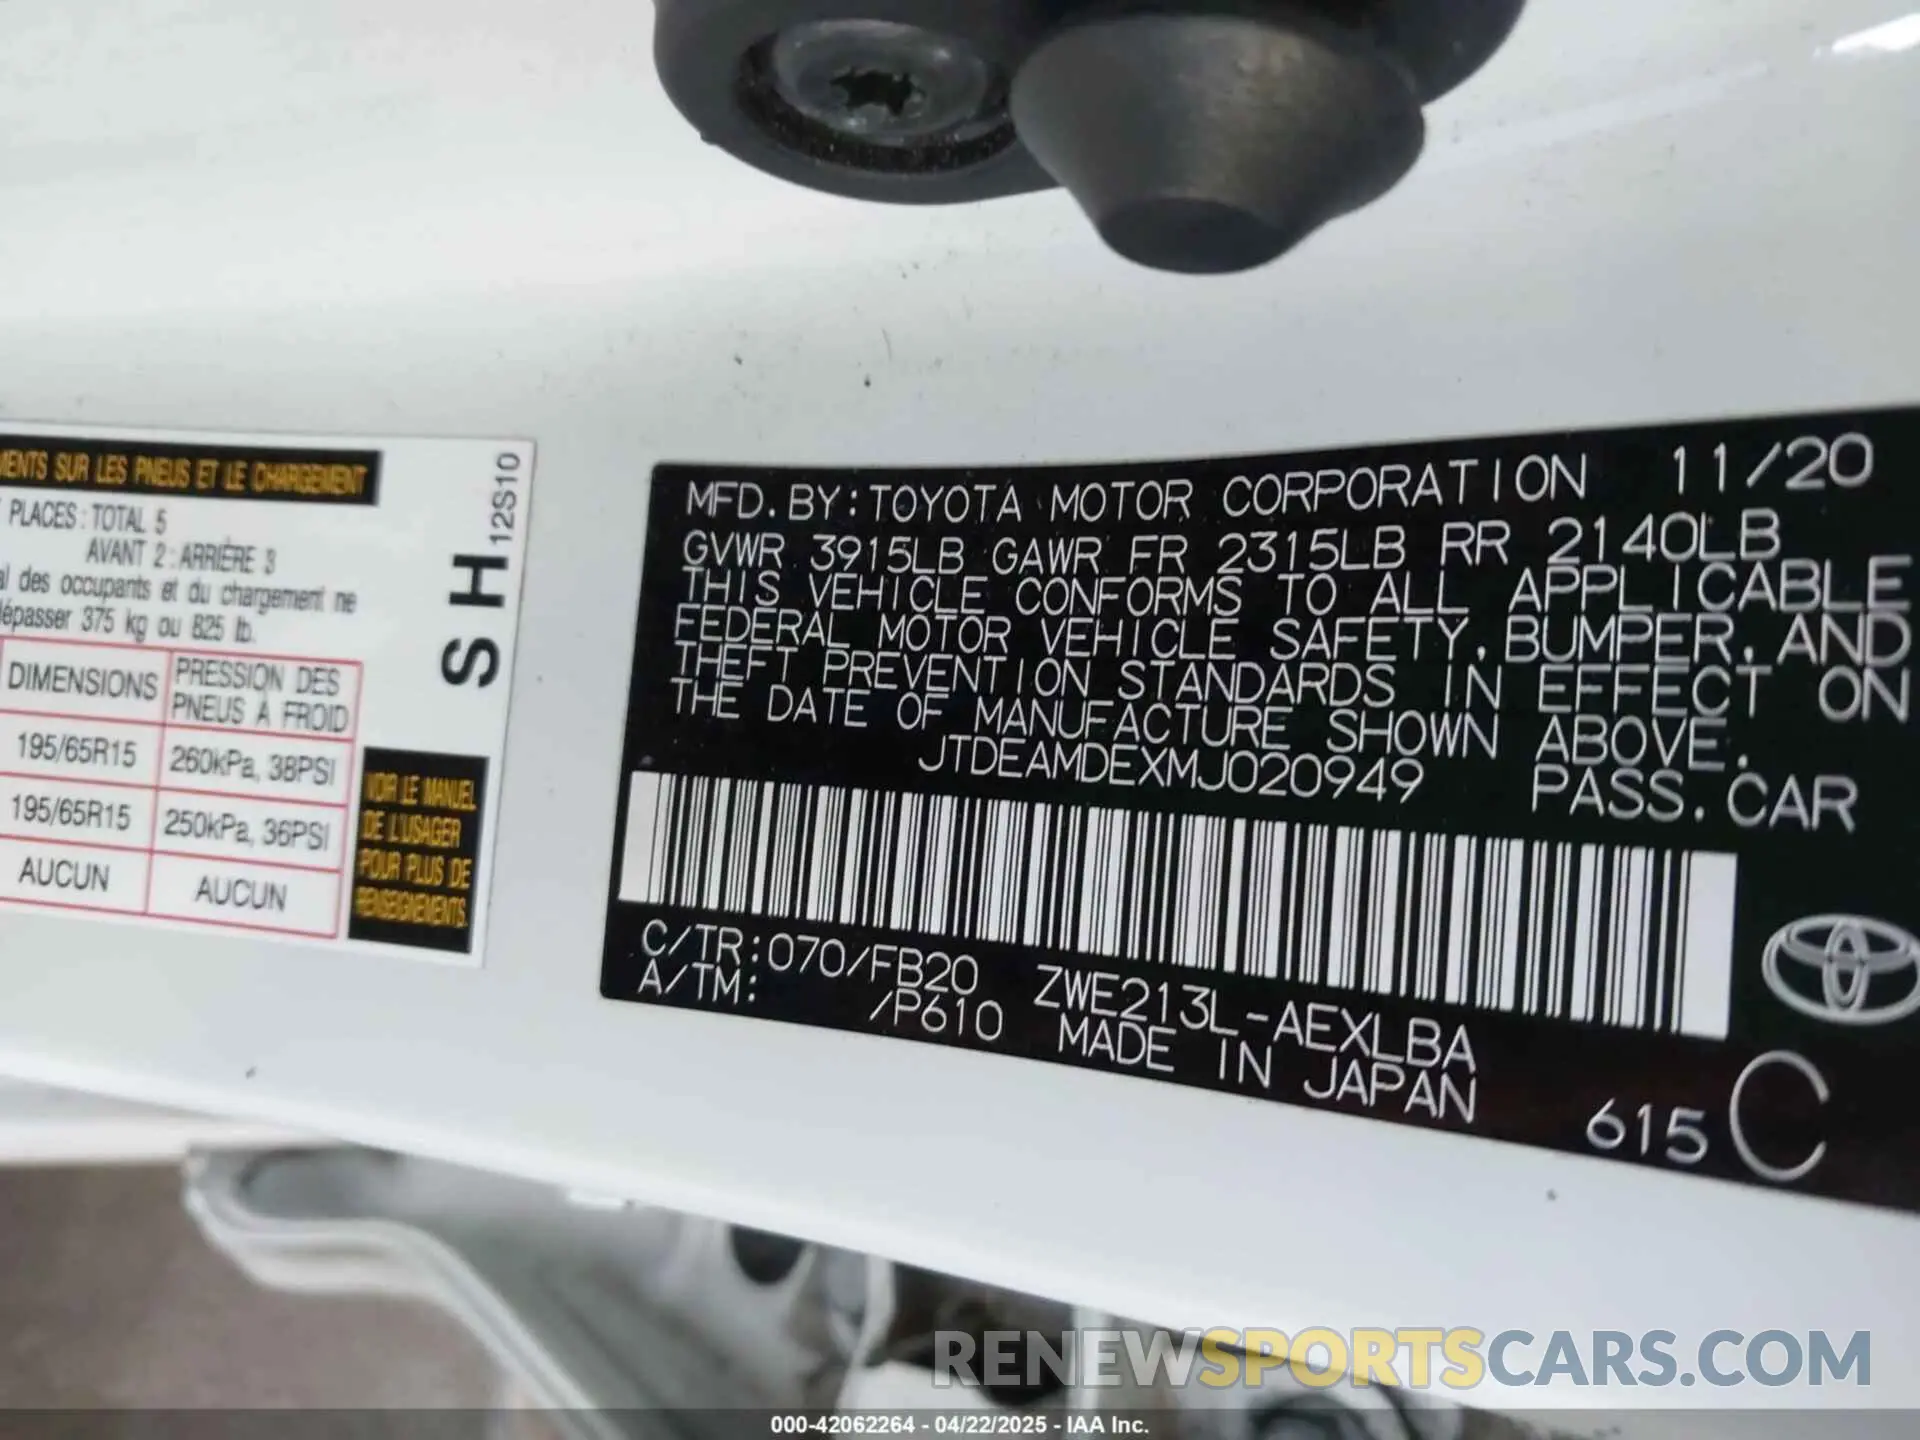 MENTS SUR LES PNEUS ET LE CHARGEMENT
PLACES : TOTAL 5
AVANT 2 : ARRIÈRE 3
al des occupants et du chargement ne
dépasser 375 kg ou 825 lb.
DIMENSIONS
PRESSION DES
PNEUS À FROID
195/65R15
260kPa, 38PSI
195/65R15
250kPa, 36PSI
AUCUN
AUCUN
VOIR LE MANUEL
DE L'USAGER
POUR PLUS DE
RENSEIGNEMENTS.
SH
12S10
MFD. BY: TOYOTA MOTOR CORPORATION 11/20
GVWR 3915LB GAWR FR 2315LB RR 2140LB
THIS VEHICLE CONFORMS TO ALL APPLICABLE
FEDERAL MOTOR VEHICLE SAFETY, BUMPER, AND
THEFT PREVENTION STANDARDS IN EFFECT ON
THE DATE OF MANUFACTURE SHOWN ABOVE.
JTDEAMDEXMJ020949 PASS. CAR
C/TR:070/FB20 ZWE213L-AEXLBA
A/TM: /P610 MADE IN JAPAN
615 C
RENEWSPORTSCARS.COM
000-42062264 - 04/22/2025 - IAA Inc.